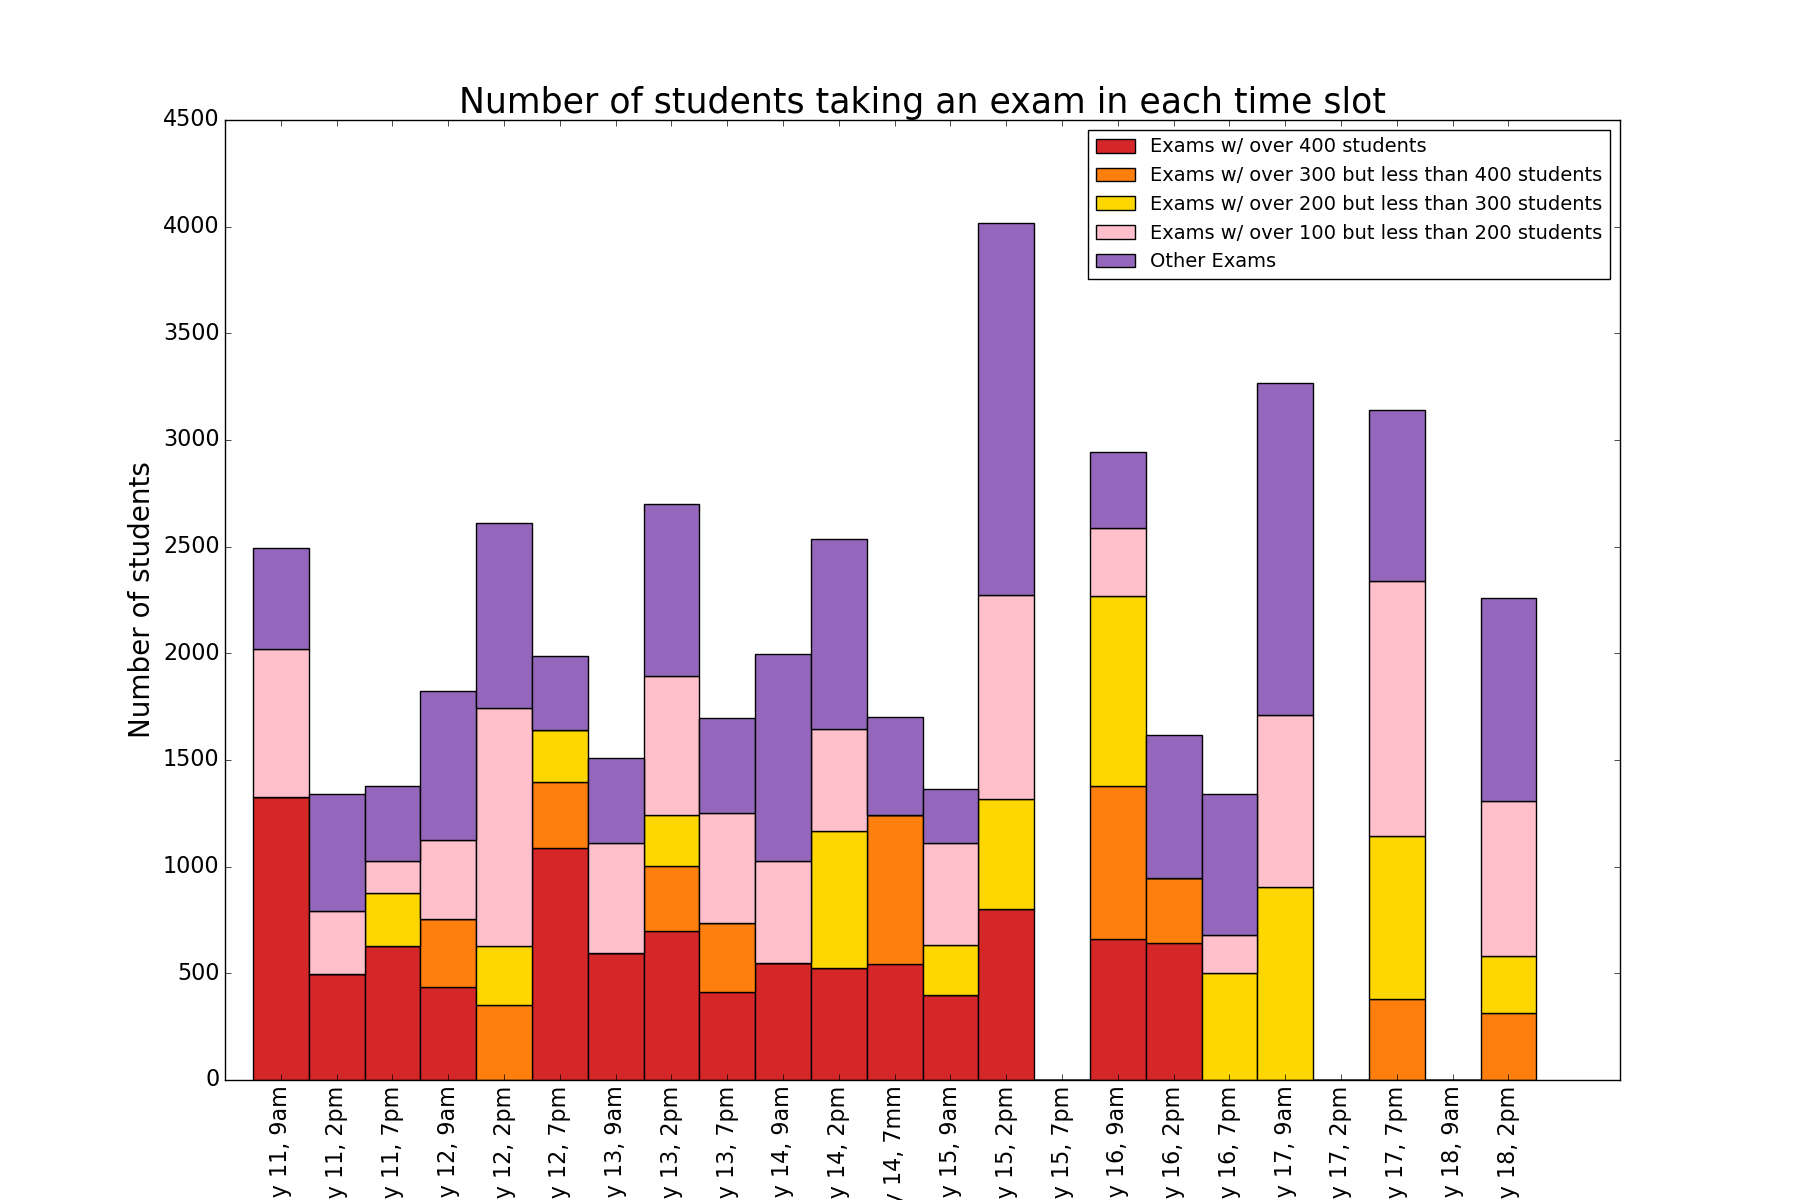 Number of students taking an exam in each time slot
Exams w/ over 400 students
Exams w/ over 300 but less than 400 students
Exams w/ over 200 but less than 300 students
Exams w/ over 100 but less than 200 students
Other Exams
Number of students
4500
4000
3500
3000
2500
2000
1500
1000
500
0
y 11, 9am
y 11, 2pm
y 11, 7pm
y 12, 9am
y 12, 2pm
y 12, 7pm
y 13, 9am
y 13, 2pm
y 13, 7pm
y 14, 9am
y 14, 2pm
y 14, 7mm
y 15, 9am
y 15, 2pm
y 15, 7pm
y 16, 9am
y 16, 2pm
y 16, 7pm
y 17, 9am
y 17, 2pm
y 17, 7pm
y 18, 9am
y 18, 2pm